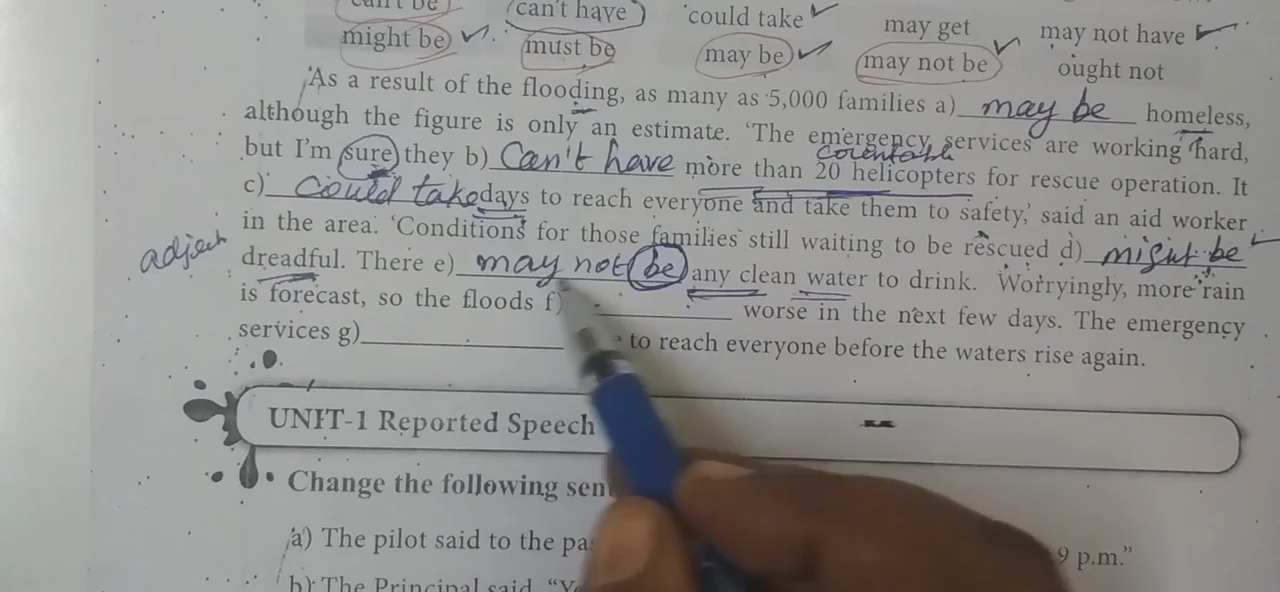 can't be can't have could take may get may not have
might be must be may be may not be ought not
As a result of the flooding, as many as 5,000 families a) may be homeless,
although the figure is only an estimate. 'The emergency services are working hard,
countable
but I'm sure they b) Can't have more than 20 helicopters for rescue operation. It
c) could take days to reach everyone and take them to safety,' said an aid worker
in the area. 'Conditions for those families still waiting to be rescued d) might be
dreadful. There e) may not be any clean water to drink. Worryingly, more rain
is forecast, so the floods f) worse in the next few days. The emergency
services g) to reach everyone before the waters rise again.
UNIT-1 Reported Speech
Change the following
a) The pilot said to the 9 p.m."
b) The Principal said,